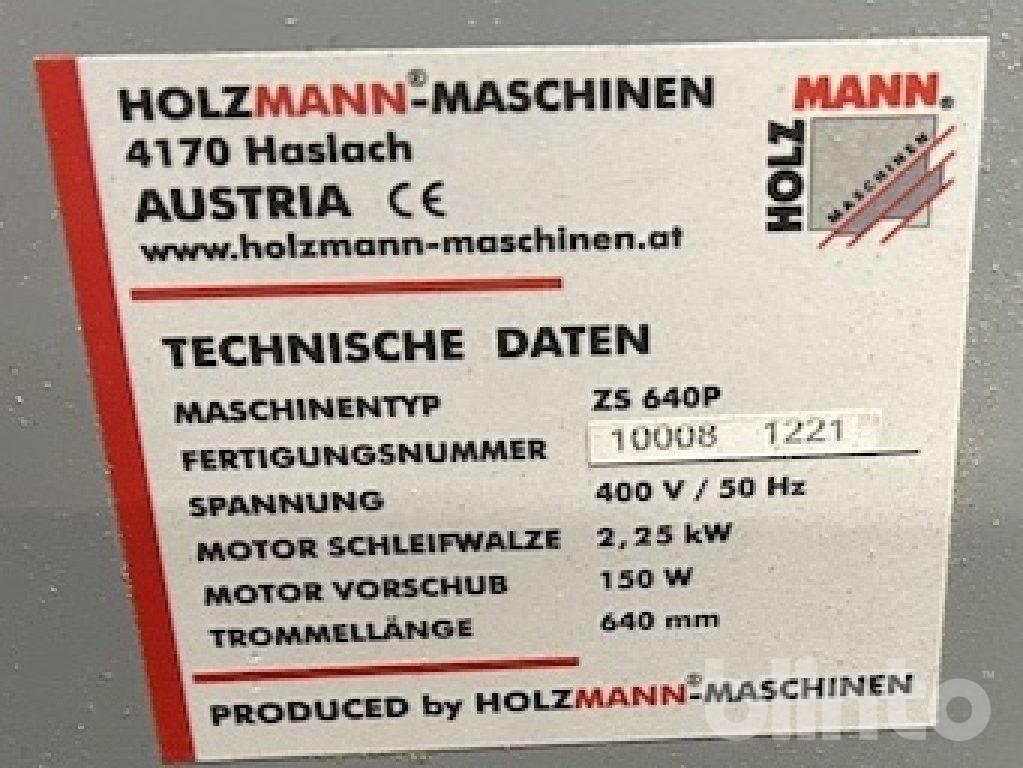 HOLZMANN®-MASCHINEN
4170 Haslach
AUSTRIA CE
www.holzmann-maschinen.at
HOLZ MANN®
MASCHINEN
TECHNISCHE DATEN
MASCHINENTYP ZS 640P
FERTIGUNGSNUMMER 10008 1221
SPANNUNG 400 V / 50 Hz
MOTOR SCHLEIFWALZE 2,25 kW
MOTOR VORSCHUB 150 W
TROMMELLÄNGE 640 mm
PRODUCED by HOLZMANN®-MASCHINEN
blinto™